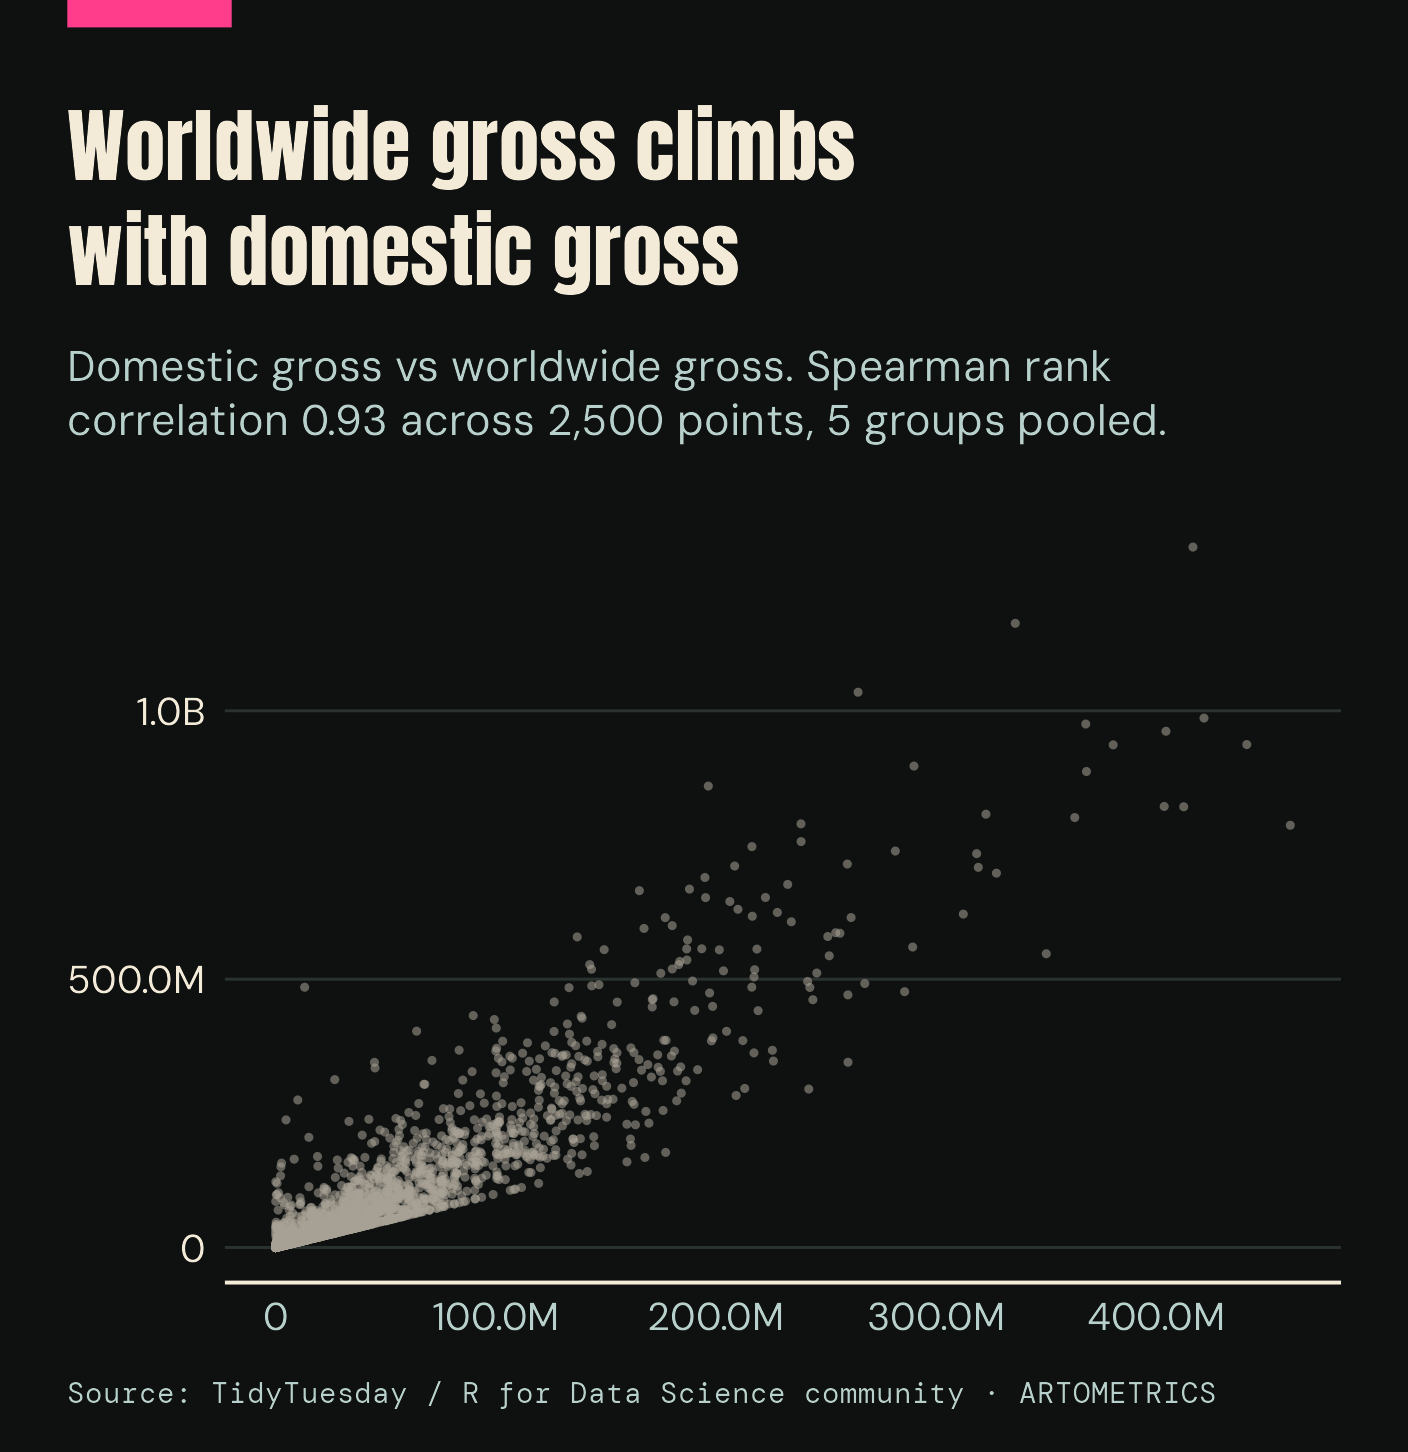 Worldwide gross climbs
with domestic gross
Domestic gross vs worldwide gross. Spearman rank
correlation 0.93 across 2,500 points, 5 groups pooled.
1.0B
500.0M
0
0 100.0M 200.0M 300.0M 400.0M
Source: TidyTuesday / R for Data Science community · ARTOMETRICS